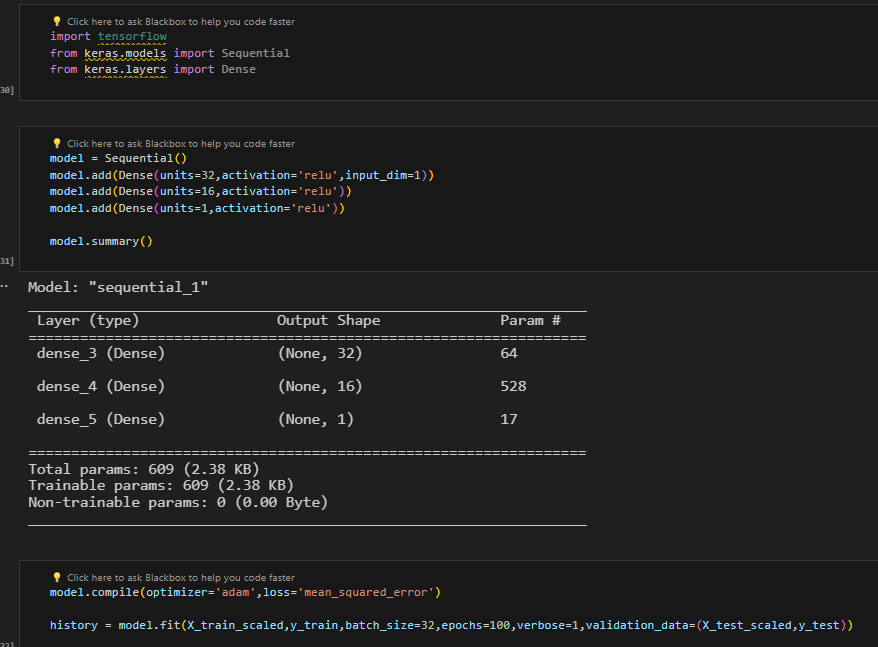 💡 Click here to ask Blackbox to help you code faster
import tensorflow
from keras.models import Sequential
from keras.layers import Dense
30]
💡 Click here to ask Blackbox to help you code faster
model = Sequential()
model.add(Dense(units=32,activation='relu',input_dim=1))
model.add(Dense(units=16,activation='relu'))
model.add(Dense(units=1,activation='relu'))
model.summary()
31]
Model: "sequential_1"
Layer (type) Output Shape Param #
=================================================================
dense_3 (Dense) (None, 32) 64
dense_4 (Dense) (None, 16) 528
dense_5 (Dense) (None, 1) 17
=================================================================
Total params: 609 (2.38 KB)
Trainable params: 609 (2.38 KB)
Non-trainable params: 0 (0.00 Byte)
💡 Click here to ask Blackbox to help you code faster
model.compile(optimizer='adam',loss='mean_squared_error')
history = model.fit(X_train_scaled,y_train,batch_size=32,epochs=100,verbose=1,validation_data=(X_test_scaled,y_test))
32]